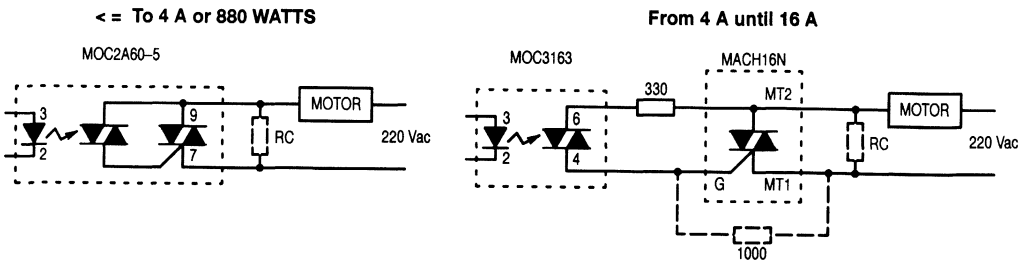 < = To 4 A or 880 WATTS
MOC2A60–5
3
2
9
7
RC
MOTOR
220 Vac
From 4 A until 16 A
MOC3163
3
2
6
4
330
MACH16N
MT2
G
MT1
1000
RC
MOTOR
220 Vac